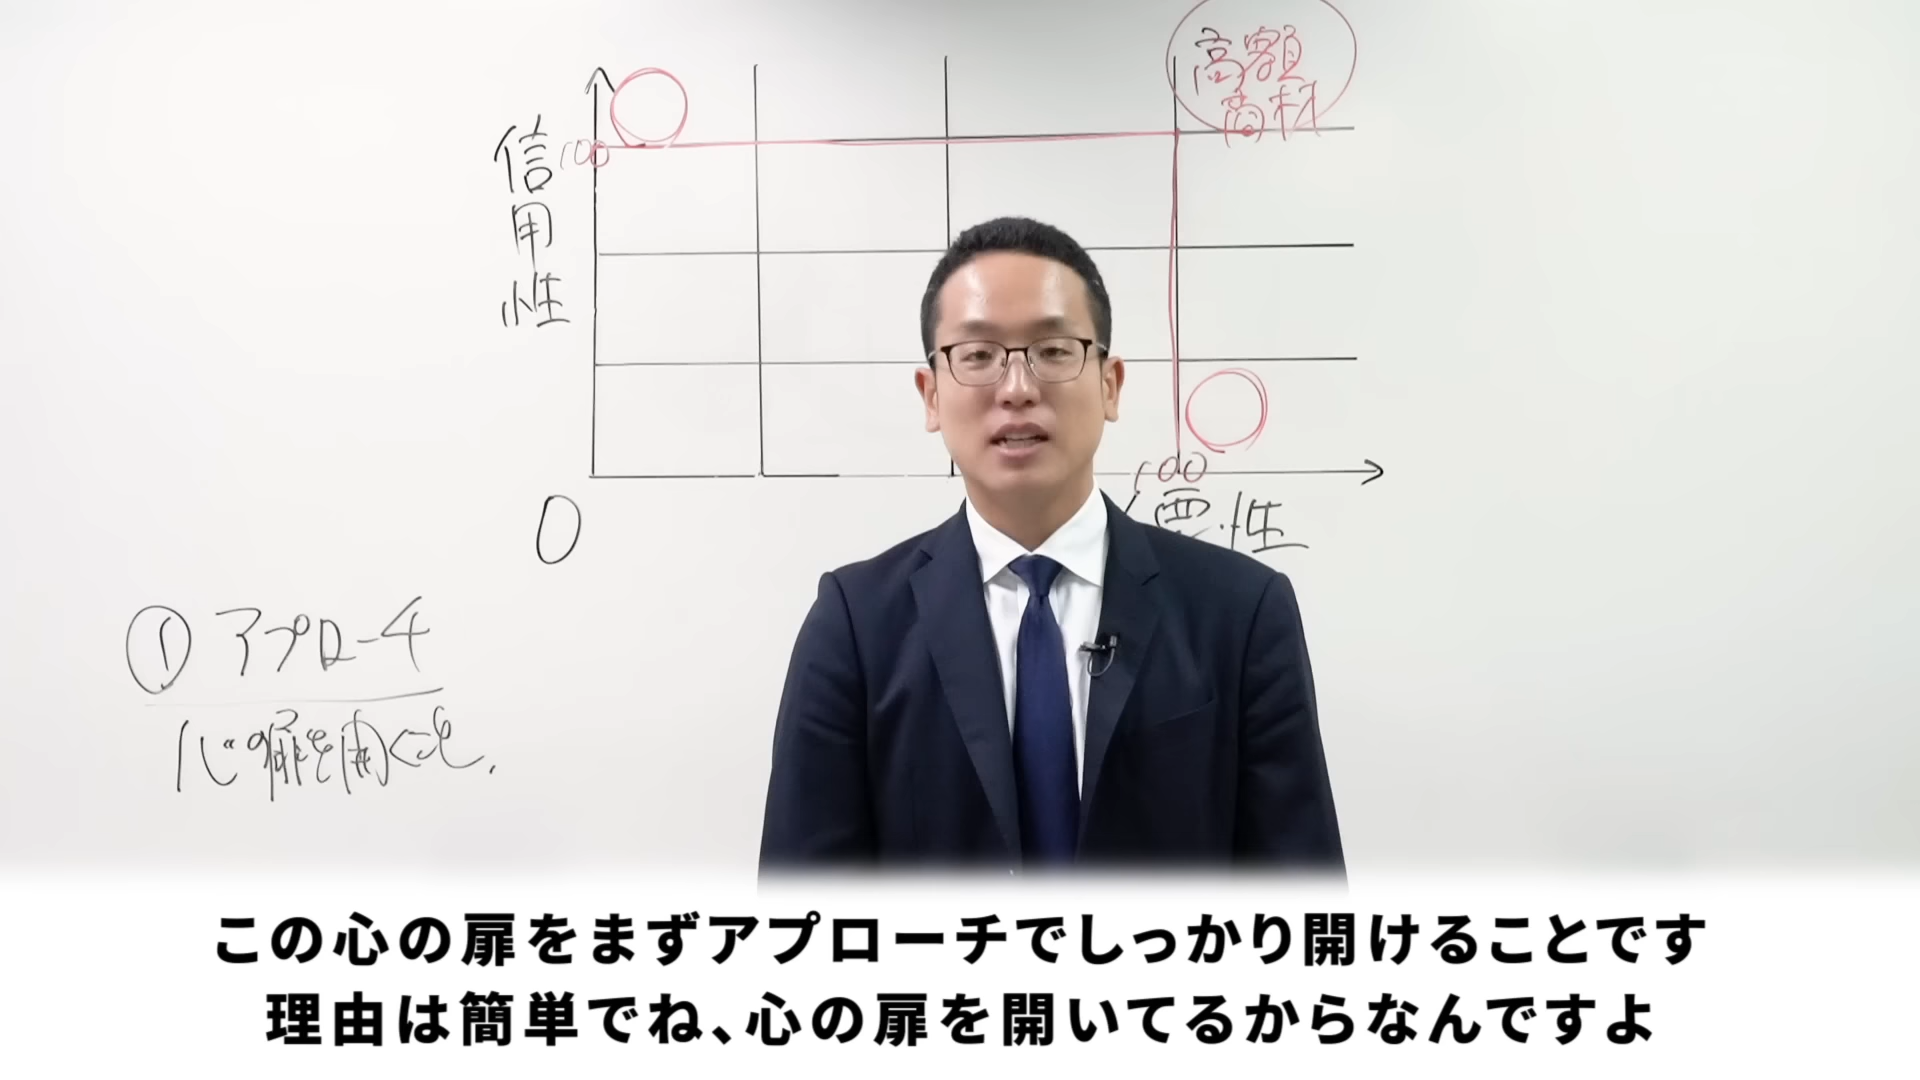 高額
商材
100
信用性
100
要性
0
① アプローチ
心の扉を開くこと.
この心の扉をまずアプローチでしっかり開けることです
理由は簡単でね、心の扉を開いてるからなんですよ